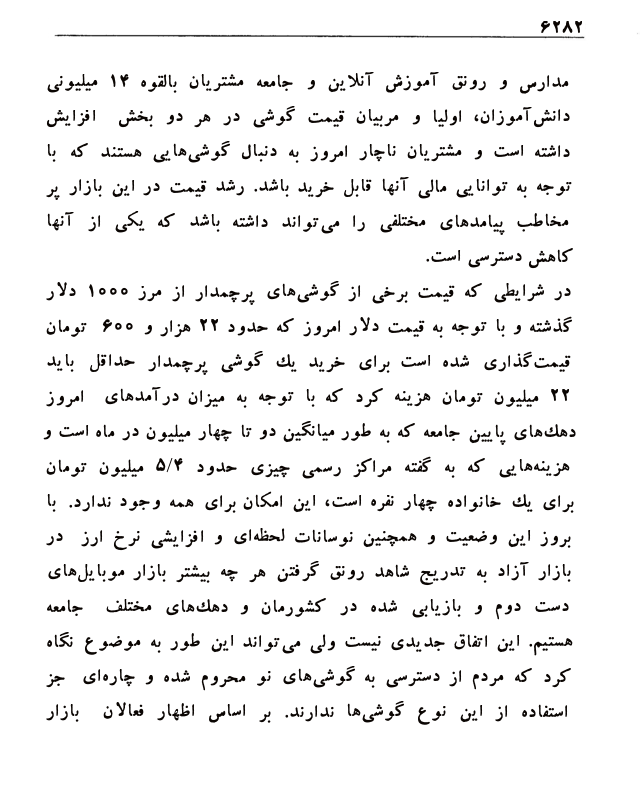 ۶۲۸۲
مدارس و رونق آموزش آنلاین و جامعه مشتریان بالقوه ۱۴ میلیونی
دانش‌آموزان، اولیا و مربیان قیمت گوشی در هر دو بخش افزایش
داشته است و مشتریان ناچار امروز به دنبال گوشی‌هایی هستند که با
توجه به توانایی مالی آنها قابل خرید باشد. رشد قیمت در این بازار پر
مخاطب پیامدهای مختلفی را می‌تواند داشته باشد که یکی از آنها
کاهش دسترسی است.
در شرایطی که قیمت برخی از گوشی‌های پرچمدار از مرز ۱۰۰۰ دلار
گذشته و با توجه به قیمت دلار امروز که حدود ۲۲ هزار و ۶۰۰ تومان
قیمت‌گذاری شده است برای خرید یك گوشی پرچمدار حداقل باید
۲۲ میلیون تومان هزینه کرد که با توجه به میزان درآمدهای امروز
دهك‌های پایین جامعه که به طور میانگین دو تا چهار میلیون در ماه است و
هزینه‌هایی که به گفته مراکز رسمی چیزی حدود ۵/۴ میلیون تومان
برای یك خانواده چهار نفره است، این امکان برای همه وجود ندارد. با
بروز این وضعیت و همچنین نوسانات لحظه‌ای و افزایشی نرخ ارز در
بازار آزاد به تدریج شاهد رونق گرفتن هر چه بیشتر بازار موبایل‌های
دست دوم و بازیابی شده در کشورمان و دهك‌های مختلف جامعه
هستیم. این اتفاق جدیدی نیست ولی می‌تواند این طور به موضوع نگاه
کرد که مردم از دسترسی به گوشی‌های نو محروم شده و چاره‌ای جز
استفاده از این نوع گوشی‌ها ندارند. بر اساس اظهار فعالان بازار